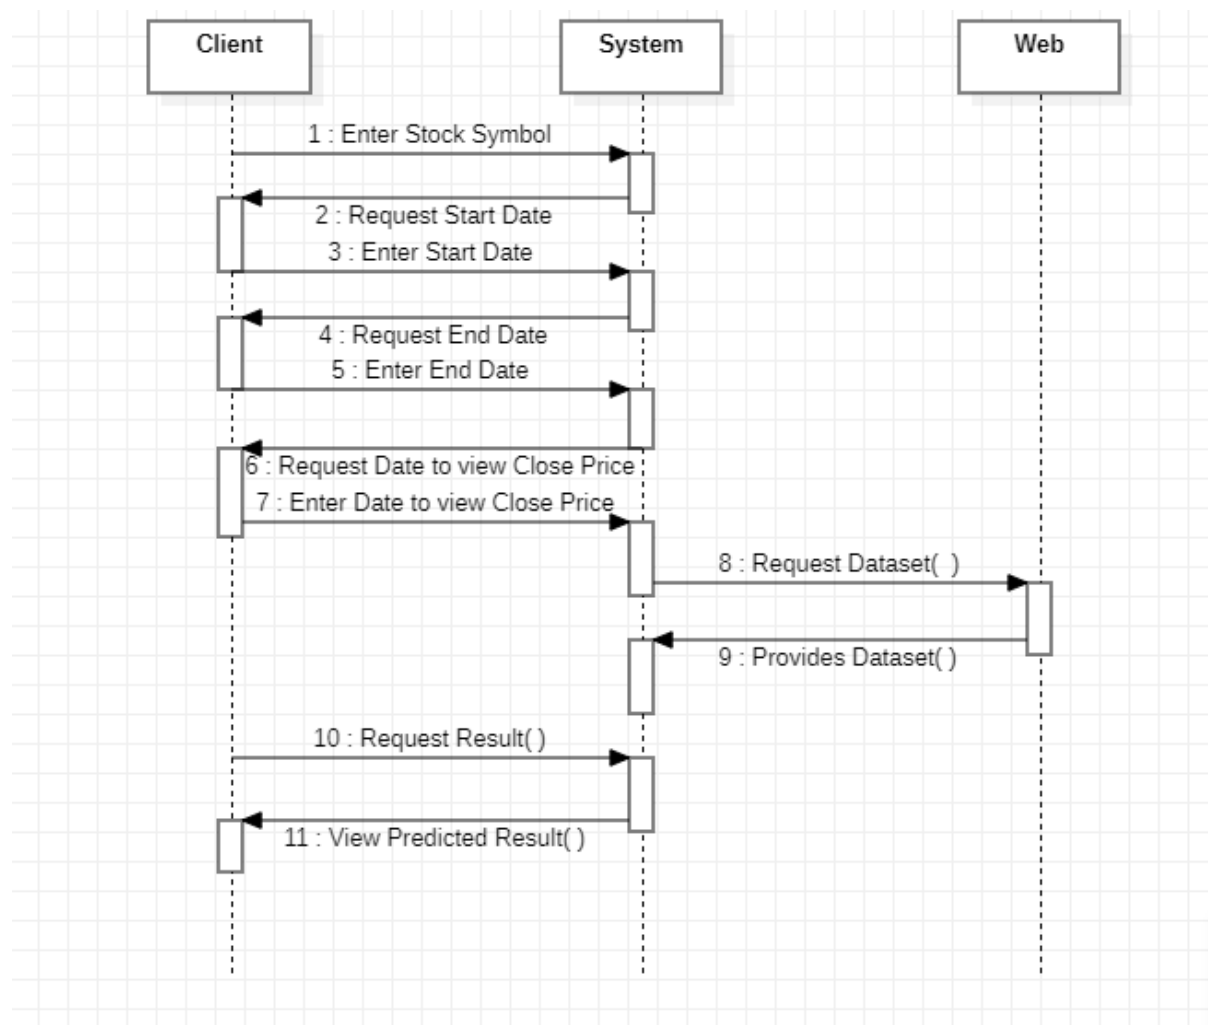 Client
System
Web
1 : Enter Stock Symbol
2 : Request Start Date
3 : Enter Start Date
4 : Request End Date
5 : Enter End Date
6 : Request Date to view Close Price
7 : Enter Date to view Close Price
8 : Request Dataset(  )
9 : Provides Dataset( )
10 : Request Result( )
11 : View Predicted Result( )